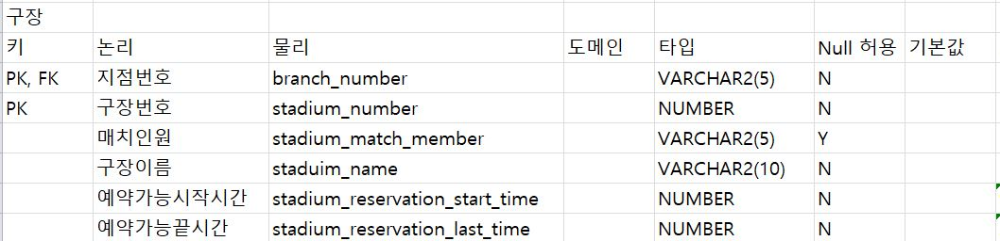 구장
키 논리 물리 도메인 타입 Null 허용 기본값
PK, FK 지점번호 branch_number VARCHAR2(5) N
PK 구장번호 stadium_number NUMBER N
매치인원 stadium_match_member VARCHAR2(5) Y
구장이름 staduim_name VARCHAR2(10) N
예약가능시작시간 stadium_reservation_start_time NUMBER N
예약가능끝시간 stadium_reservation_last_time NUMBER N